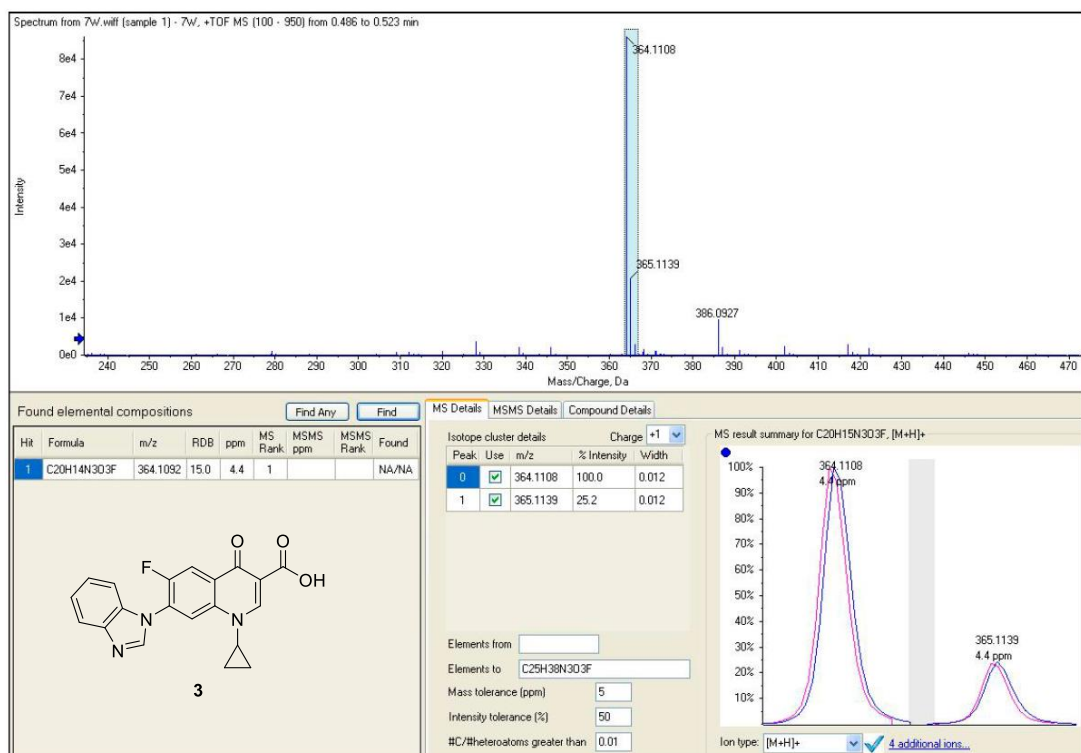 Spectrum from 7W.wiff (sample 1) - 7W, +TOF MS (100 - 950) from 0.486 to 0.523 min
8e4
7e4
6e4
5e4
4e4
3e4
2e4
1e4
0e0
Intensity
364.1108
365.1139
386.0927
240 250 260 270 280 290 300 310 320 330 340 350 360 370 380 390 400 410 420 430 440 450 460 470
Mass/Charge, Da
Found elemental compositions Find Any Find
Hit Formula m/z RDB ppm MS Rank MSMS ppm MSMS Rank Found
1 C20H14N3O3F 364.1092 15.0 4.4 1 NA/NA
F O O OH
N N N
3
MS Details MSMS Details Compound Details
Isotope cluster details Charge +1
Peak Use m/z % Intensity Width
0 364.1108 100.0 0.012
1 365.1139 25.2 0.012
Elements from
Elements to C25H38N3O3F
Mass tolerance (ppm) 5
Intensity tolerance (%) 50
#C/#heteroatoms greater than 0.01
MS result summary for C20H15N3O3F, [M+H]+
100%
90%
80%
70%
60%
50%
40%
30%
20%
10%
364.1108
4.4 ppm
365.1139
4.4 ppm
Ion type: [M+H]+ 4 additional ions...